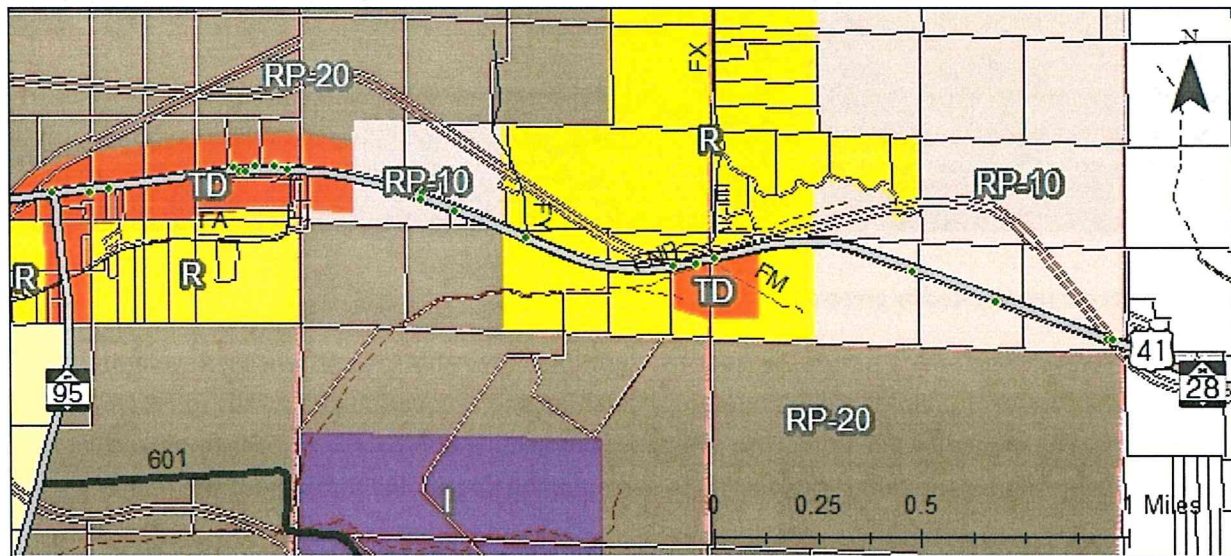 N
FX
RP-20
R
TD
RP-10
RP-10
FA
R
R
FM
TD
41
28
95
RP-20
601
I
0 0.25 0.5 1 Miles